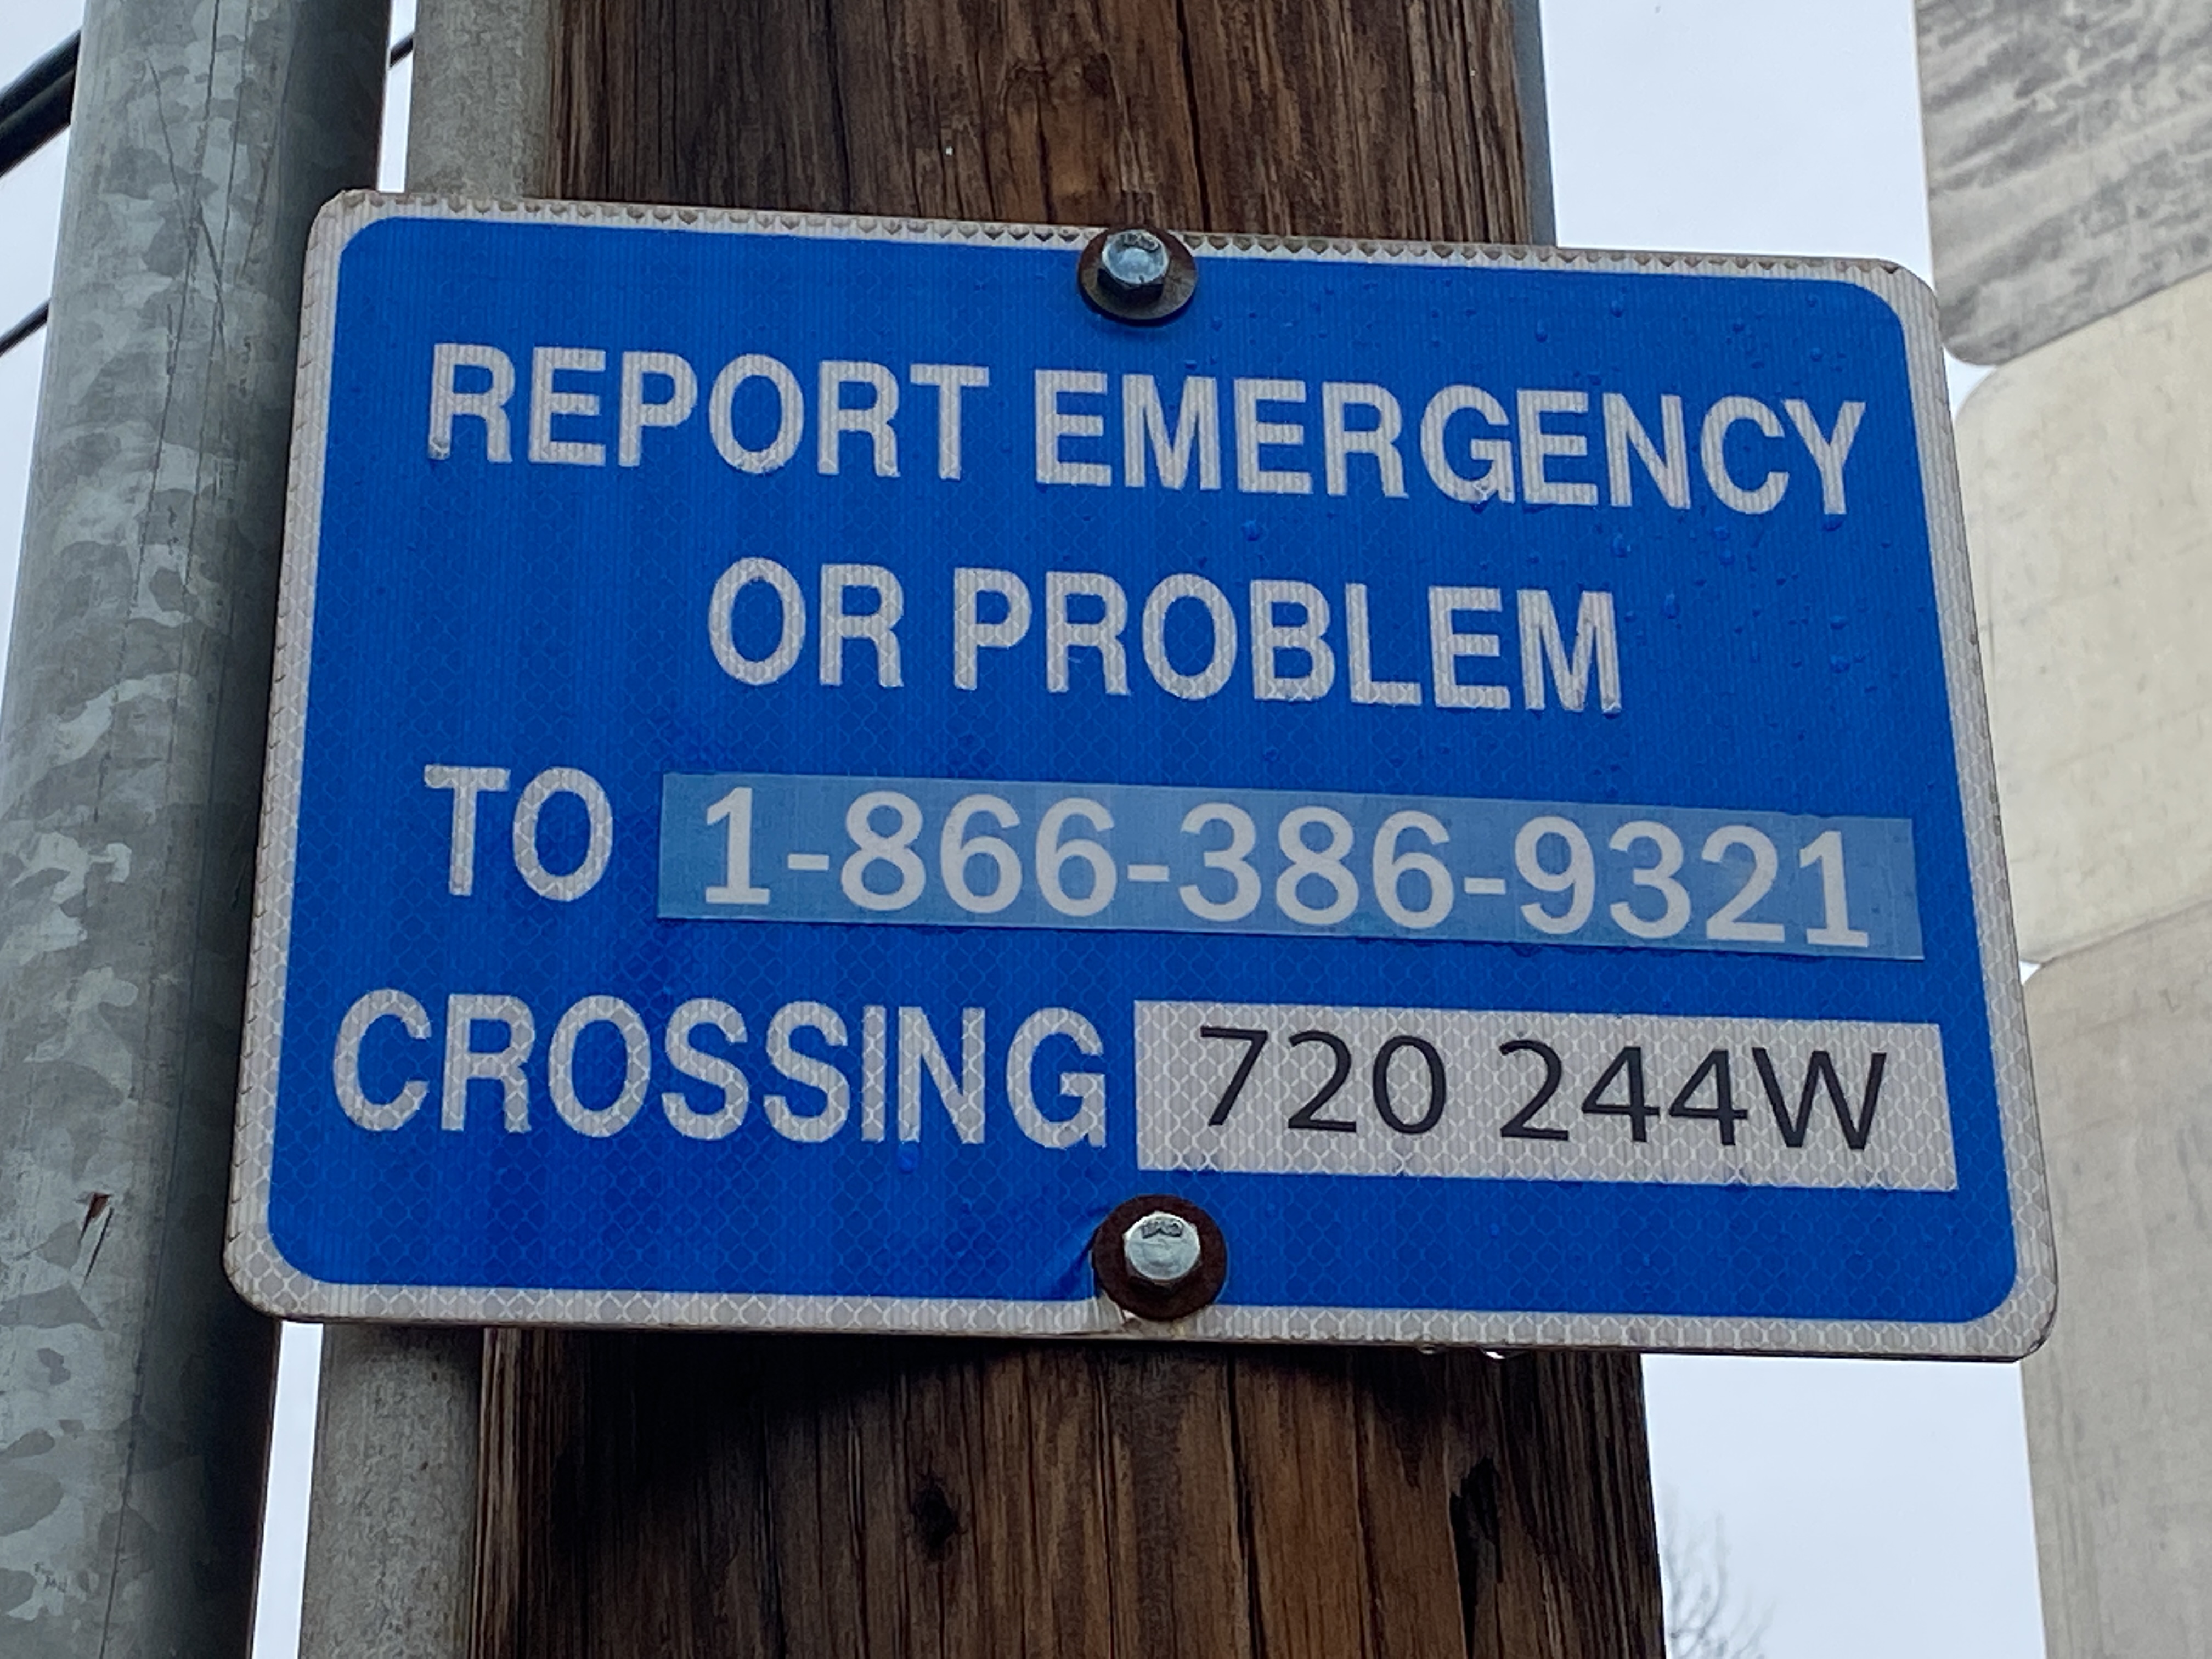 REPORT EMERGENCY
OR PROBLEM
TO 1-866-386-9321
CROSSING 720 244W